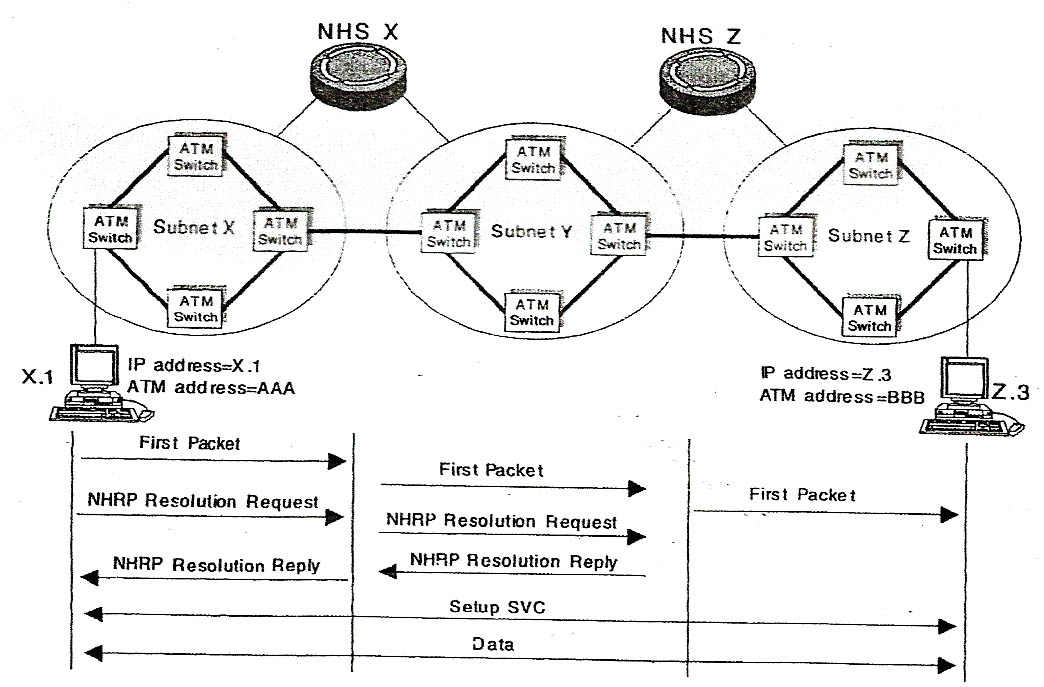 NHS X
NHS Z
ATM
Switch
ATM
Switch
Subnet X
ATM
Switch
ATM
Switch
ATM
Switch
ATM
Switch
Subnet Y
ATM
Switch
ATM
Switch
ATM
Switch
ATM
Switch
Subnet Z
ATM
Switch
ATM
Switch
X.1
IP address=X.1
ATM address=AAA
IP address=Z.3
ATM address=BBB
Z.3
First Packet
First Packet
First Packet
NHRP Resolution Request
NHRP Resolution Request
NHRP Resolution Reply
NHRP Resolution Reply
Setup SVC
Data